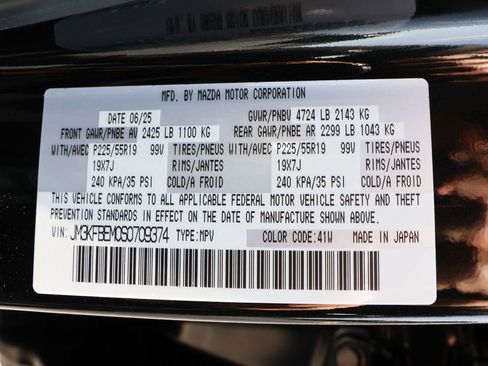 MFD. BY MAZDA MOTOR CORPORATION
DATE 06/25 GVWR/PNBV 4724 LB 2143 KG
FRONT GAWR/PNBE AV 2425 LB 1100 KG REAR GAWR/PNBE AR 2299 LB 1043 KG
WITH/AVEC P225/55R19 99V TIRES/PNEUS WITH/AVEC P225/55R19 99V TIRES/PNEUS
19X7J RIMS/JANTES 19X7J RIMS/JANTES
240 KPA/35 PSI COLD/A FROID 240 KPA/35 PSI COLD/A FROID
THIS VEHICLE CONFORMS TO ALL APPLICABLE FEDERAL MOTOR VEHICLE SAFETY AND THEFT
PREVENTION STANDARDS IN EFFECT ON THE DATE OF MANUFACTURE SHOWN ABOVE.
VIN: JM3KFBEM0S0709374 TYPE:MPV COLOR CODE:41W MADE IN JAPAN